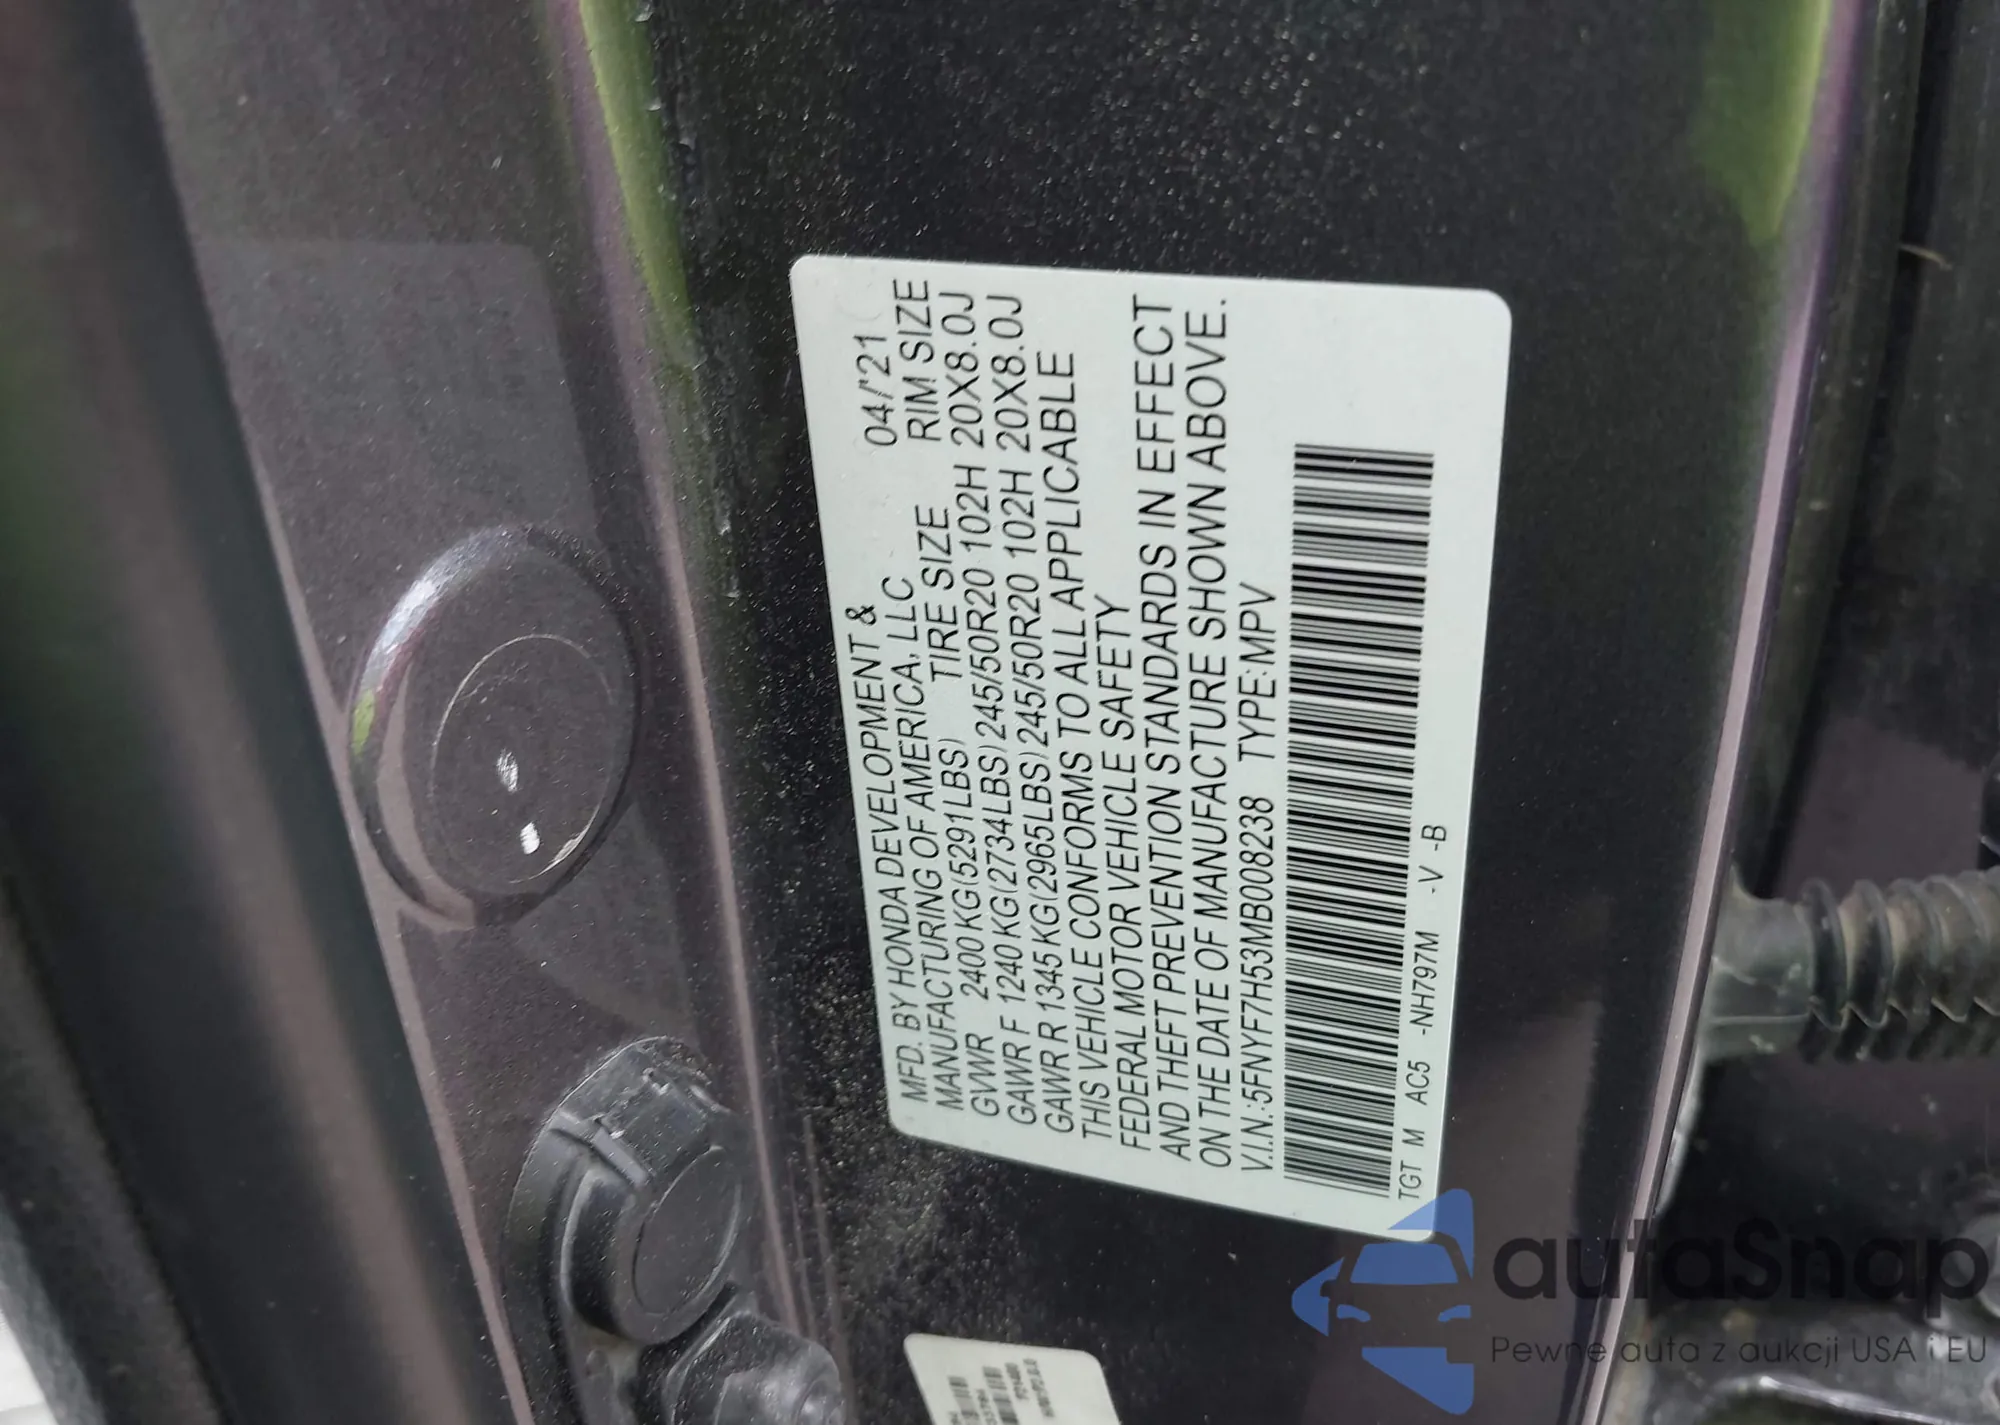 MFD. BY HONDA DEVELOPMENT &
MANUFACTURING OF AMERICA, LLC 04/'21
GVWR 2400 KG(5291LBS) TIRE SIZE RIM SIZE
GAWR F 1240 KG(2734LBS) 245/50R20 102H 20X8.0J
GAWR R 1345 KG(2965LBS) 245/50R20 102H 20X8.0J
THIS VEHICLE CONFORMS TO ALL APPLICABLE
FEDERAL MOTOR VEHICLE SAFETY
AND THEFT PREVENTION STANDARDS IN EFFECT
ON THE DATE OF MANUFACTURE SHOWN ABOVE.
V.I.N.:5FNYF7H53MB008238 TYPE:MPV
TGT M AC5 -NH797M -V -B
autaSnap
Pewne auta z aukcji USA i EU